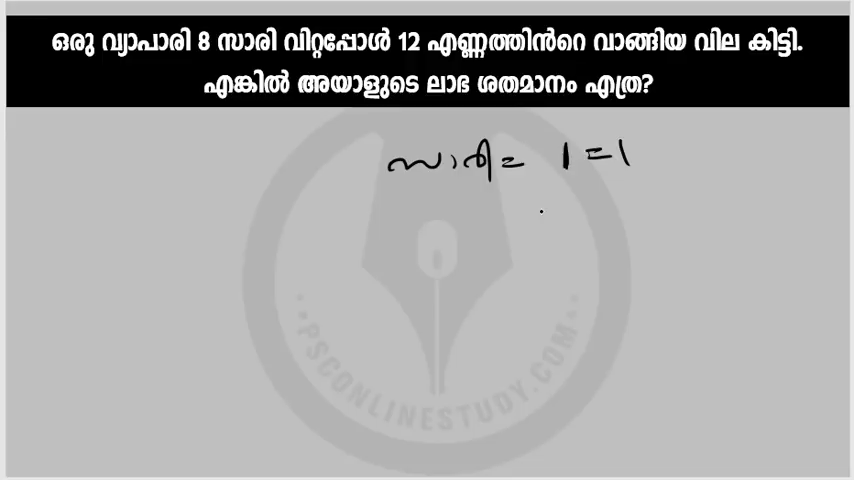 ഒരു വ്യാപാരി 8 സാരി വിറ്റപ്പോൾ 12 എണ്ണത്തിൻറെ വാങ്ങിയ വില കിട്ടി.
എങ്കിൽ അയാളുടെ ലാഭ ശതമാനം എത്ര?
സാരി = 1 = 1
PSCONLINESTUDY.COM